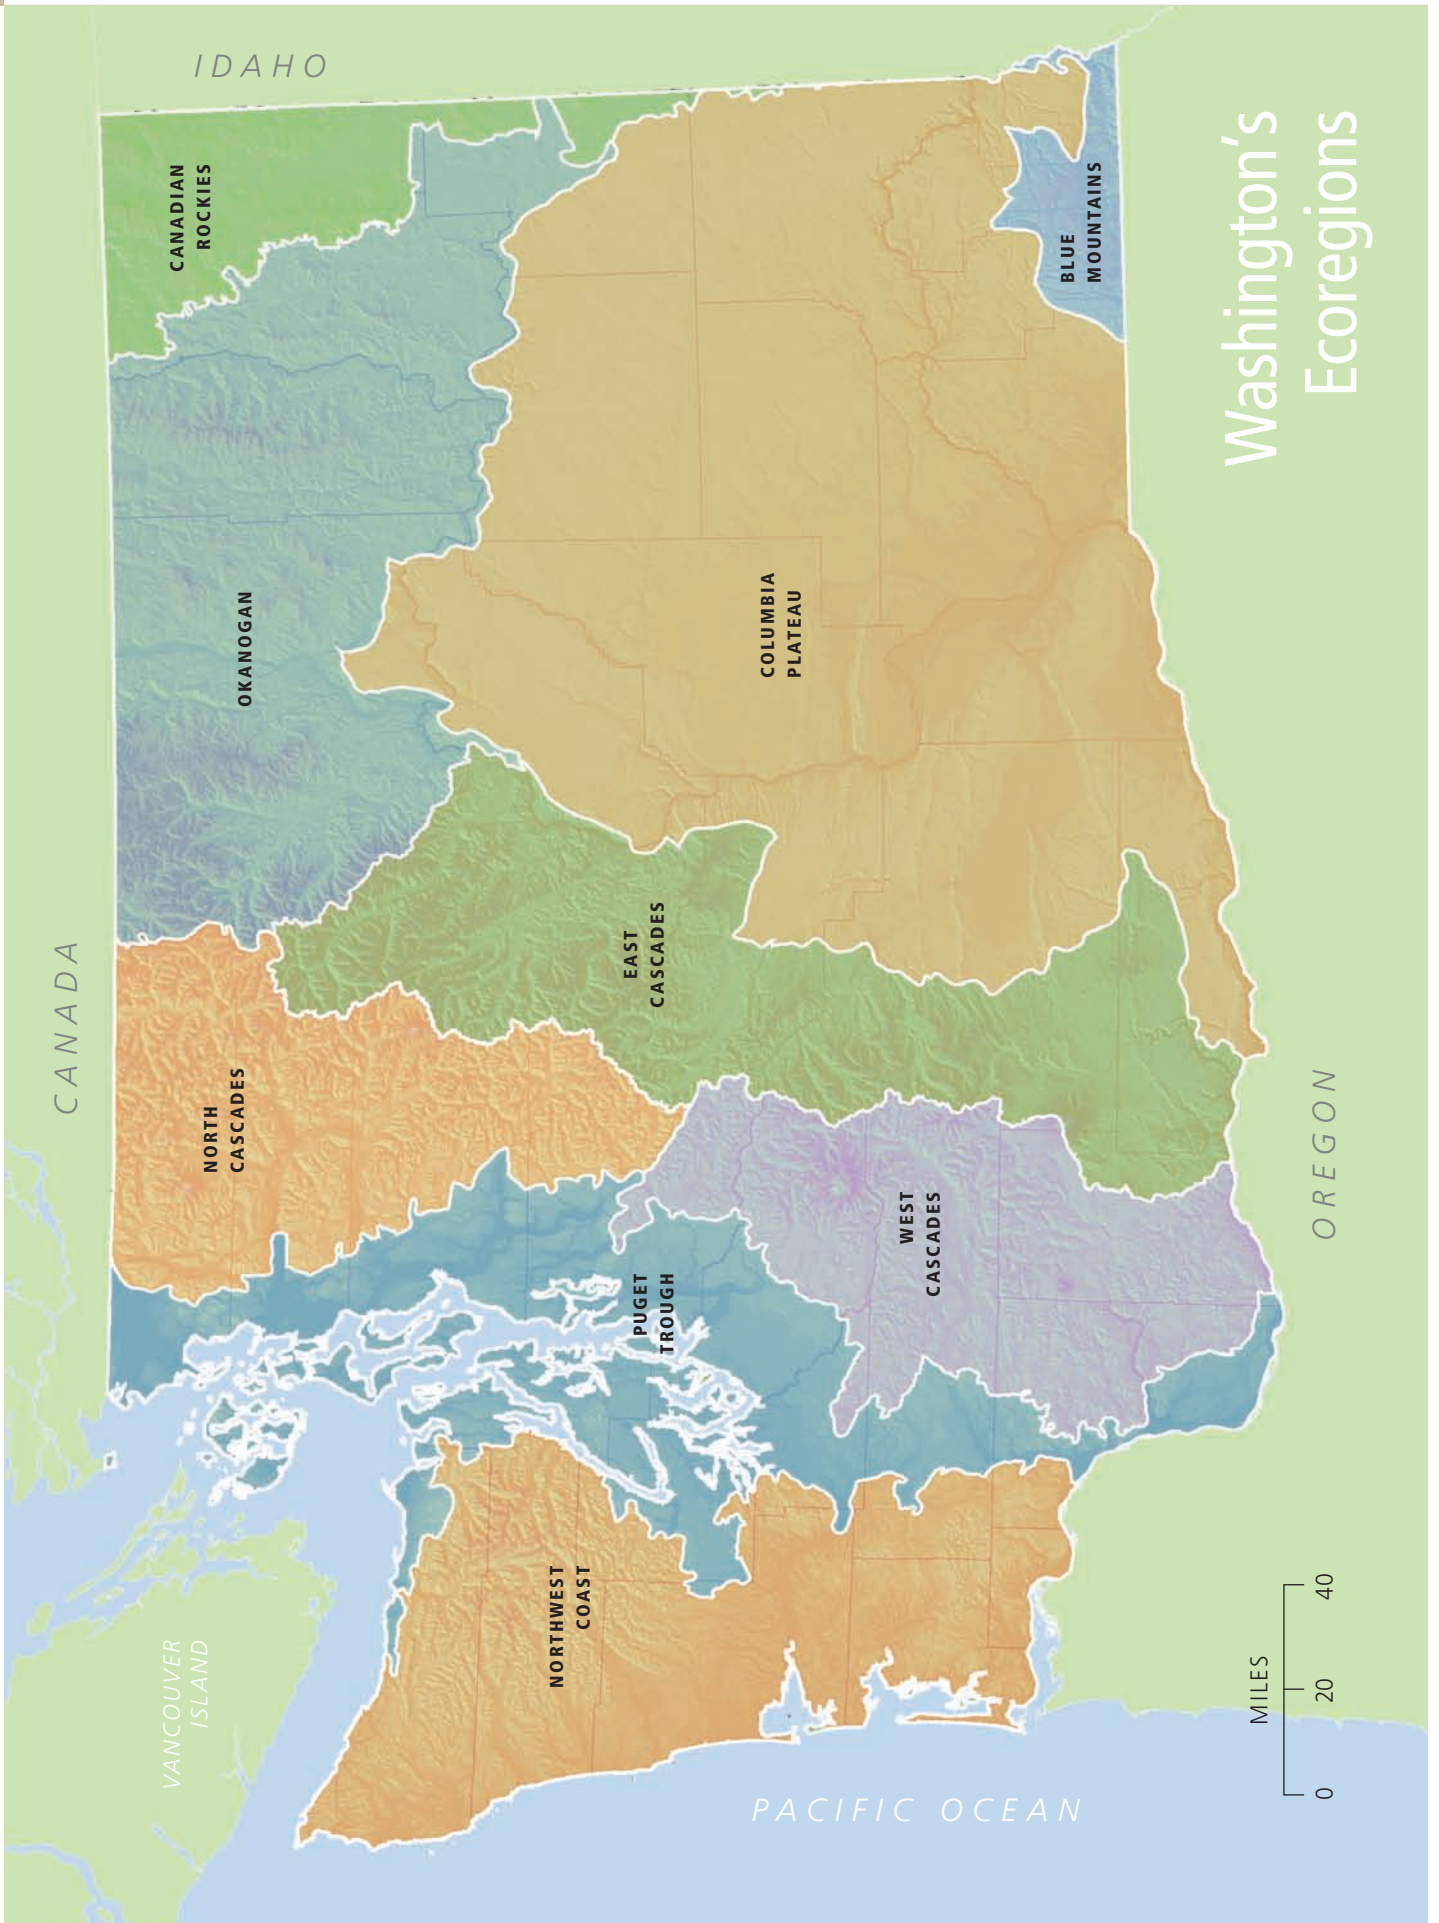 Washington's
Ecoregions
CANADA
IDAHO
OREGON
PACIFIC OCEAN
VANCOUVER
ISLAND
NORTHWEST
COAST
PUGET
TROUGH
NORTH
CASCADES
WEST
CASCADES
EAST
CASCADES
OKANOGAN
CANADIAN
ROCKIES
COLUMBIA
PLATEAU
BLUE
MOUNTAINS
MILES
0 20 40